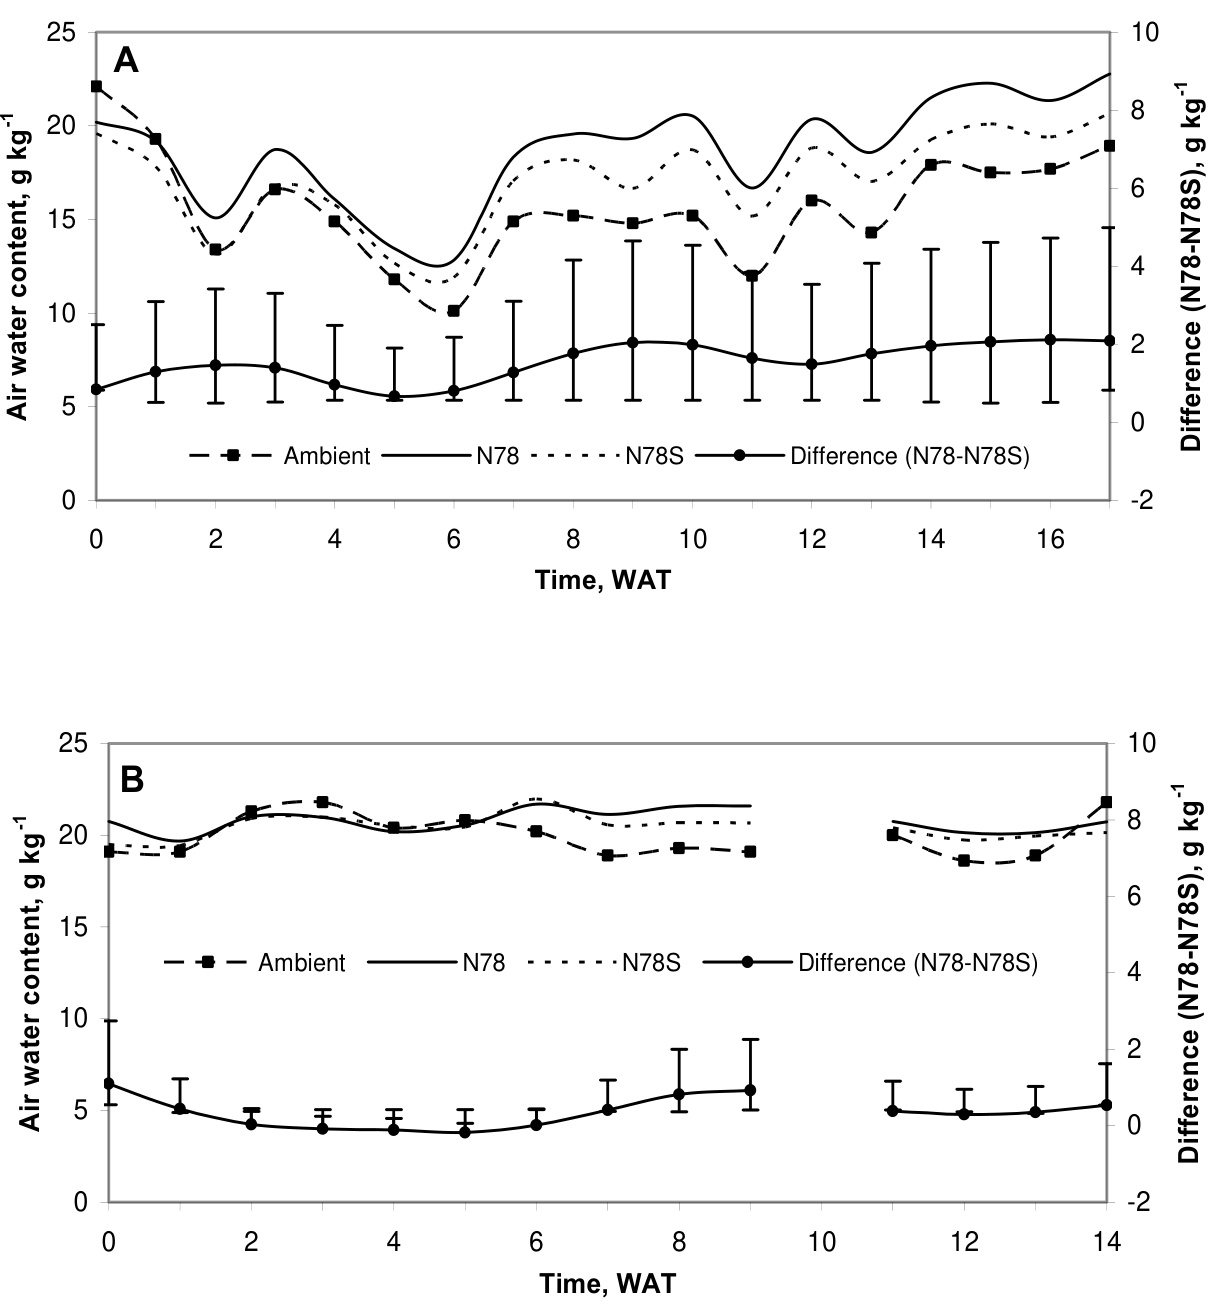 A
Air water content, g kg-1
Difference (N78-N78S), g kg-1
25
20
15
10
5
0
10
8
6
4
2
0
-2
Ambient N78 N78S Difference (N78-N78S)
0 2 4 6 8 10 12 14 16
Time, WAT
B
Air water content, g kg-1
Difference (N78-N78S), g kg-1
25
20
15
10
5
0
10
8
6
4
2
0
-2
Ambient N78 N78S Difference (N78-N78S)
0 2 4 6 8 10 12 14
Time, WAT